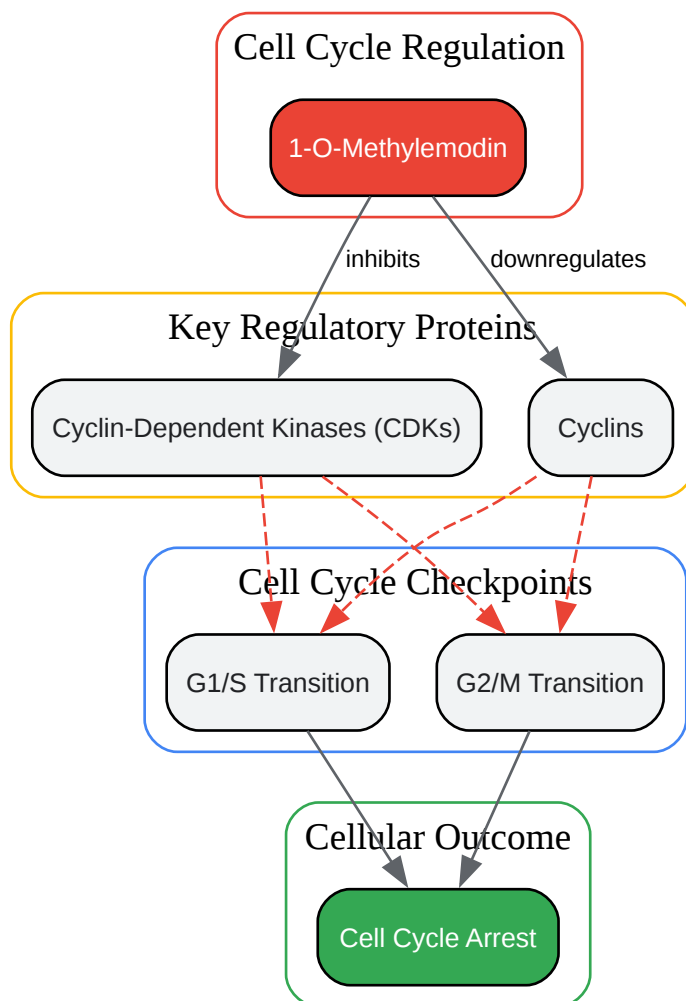 Cell Cycle Regulation
1-O-Methylemodin
inhibits
downregulates
Key Regulatory Proteins
Cyclin-Dependent Kinases (CDKs)
Cyclins
Cell Cycle Checkpoints
G1/S Transition
G2/M Transition
Cellular Outcome
Cell Cycle Arrest